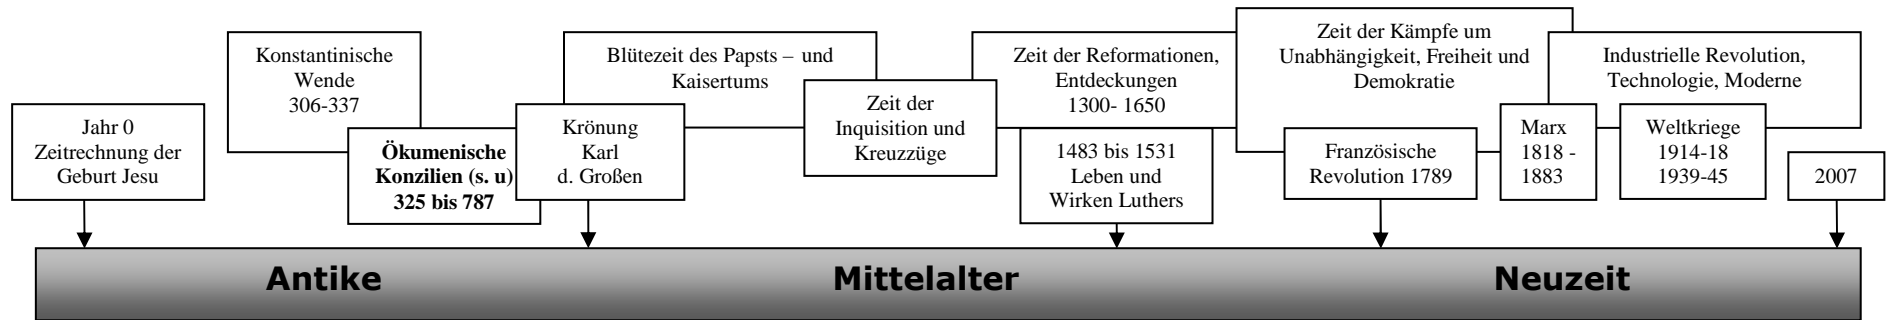 Jahr 0
Zeitrechnung der
Geburt Jesu
Konstantinische
Wende
306-337
Ökumenische
Konzilien (s. u)
325 bis 787
Krönung
Karl
d. Großen
Blütezeit des Papsts – und
Kaisertums
Zeit der
Inquisition und
Kreuzzüge
Zeit der Reformationen,
Entdeckungen
1300- 1650
1483 bis 1531
Leben und
Wirken Luthers
Zeit der Kämpfe um
Unabhängigkeit, Freiheit und
Demokratie
Französische
Revolution 1789
Marx
1818 -
1883
Industrielle Revolution,
Technologie, Moderne
Weltkriege
1914-18
1939-45
2007
Antike
Mittelalter
Neuzeit